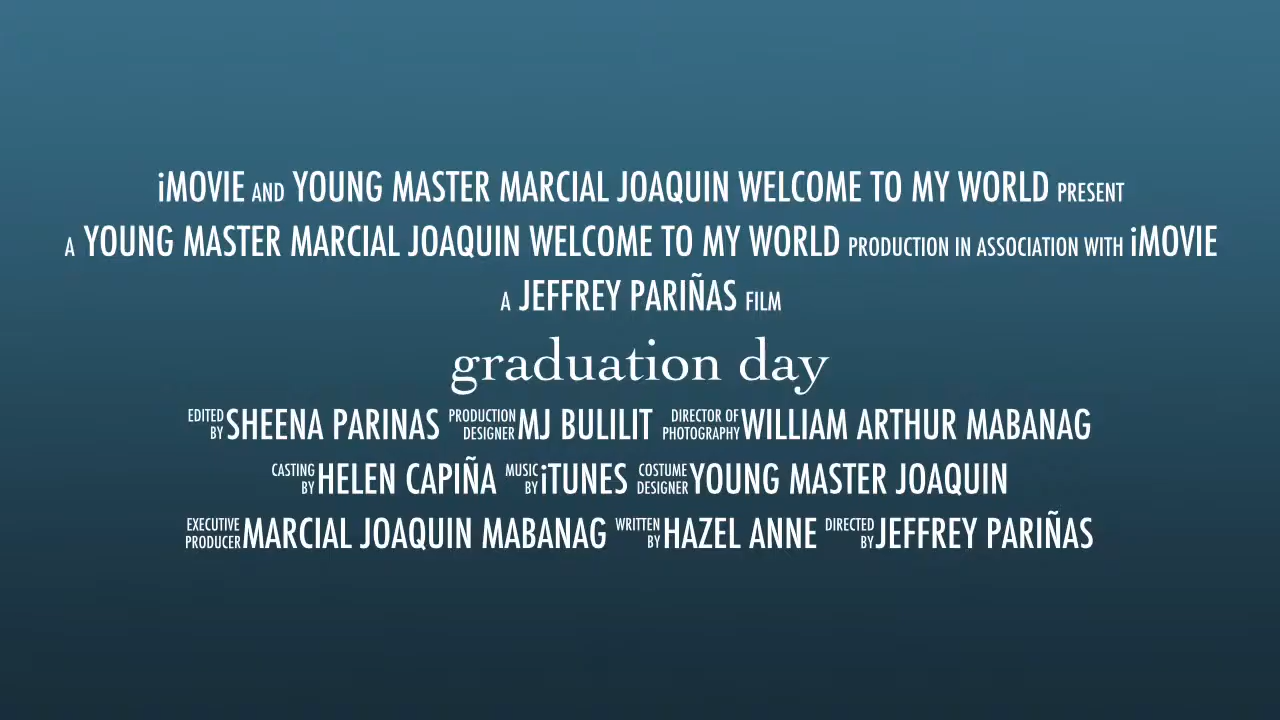 iMOVIE AND YOUNG MASTER MARCIAL JOAQUIN WELCOME TO MY WORLD PRESENT
A YOUNG MASTER MARCIAL JOAQUIN WELCOME TO MY WORLD PRODUCTION IN ASSOCIATION WITH iMOVIE
A JEFFREY PARIÑAS FILM
graduation day
EDITED BY SHEENA PARINAS PRODUCTION DESIGNER MJ BULILIT DIRECTOR OF PHOTOGRAPHY WILLIAM ARTHUR MABANAG
CASTING BY HELEN CAPIÑA MUSIC BY iTUNES COSTUME DESIGNER YOUNG MASTER JOAQUIN
EXECUTIVE PRODUCER MARCIAL JOAQUIN MABANAG WRITTEN BY HAZEL ANNE DIRECTED BY JEFFREY PARIÑAS